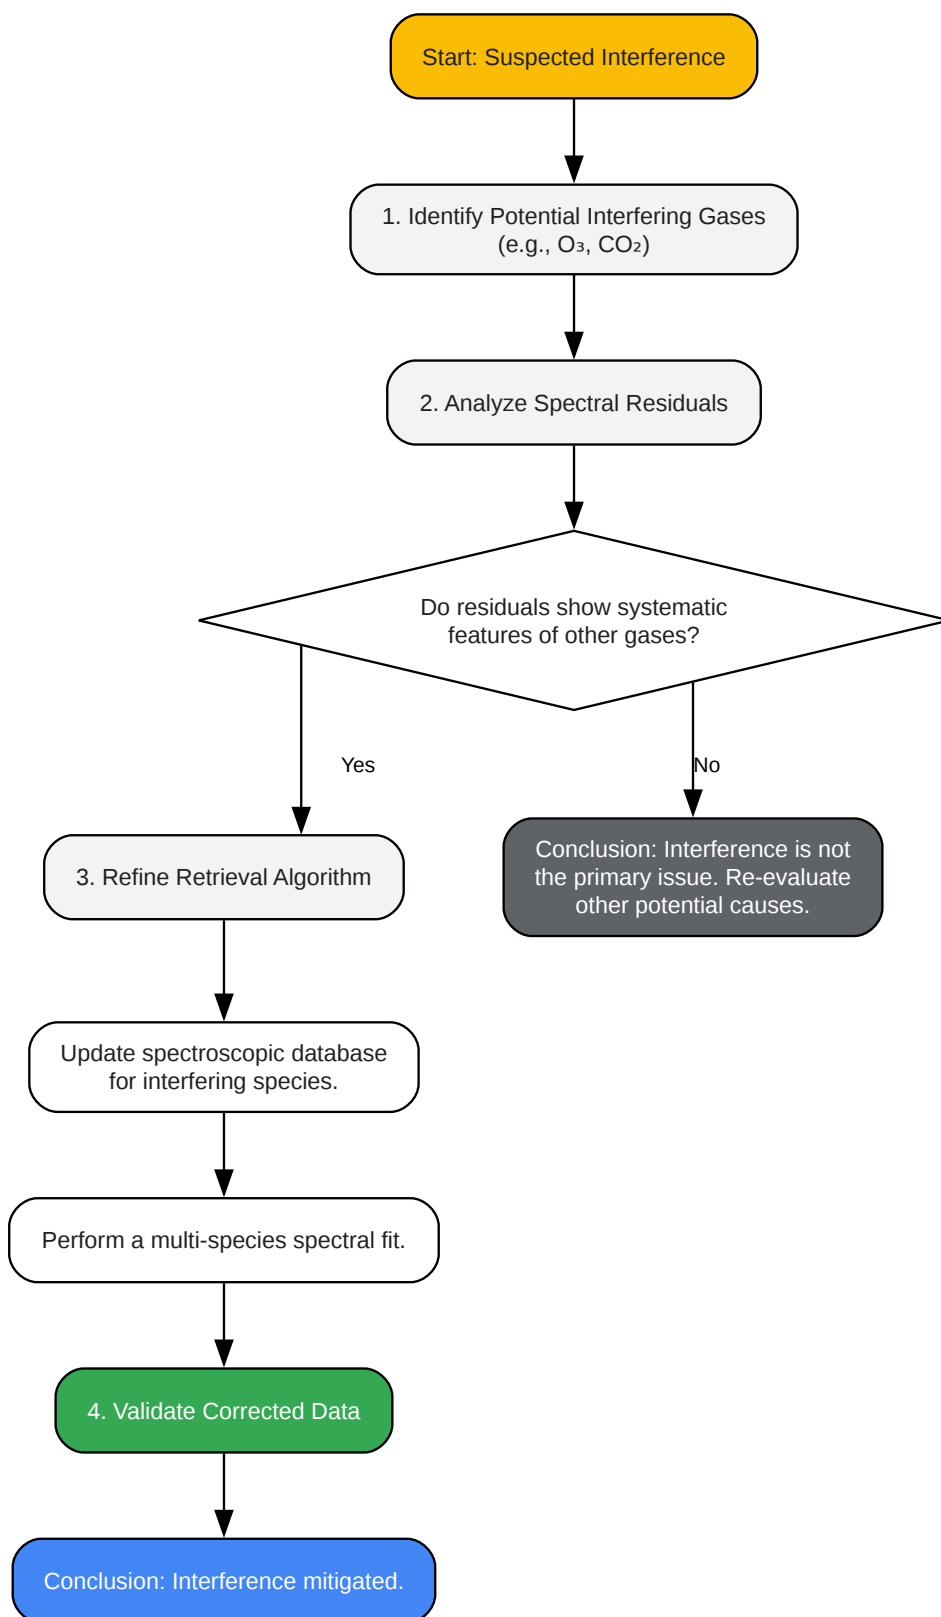 Start: Suspected Interference
1. Identify Potential Interfering Gases
(e.g., O₃, CO₂)
2. Analyze Spectral Residuals
Do residuals show systematic
features of other gases?
Yes
No
3. Refine Retrieval Algorithm
Conclusion: Interference is not
the primary issue. Re-evaluate
other potential causes.
Update spectroscopic database
for interfering species.
Perform a multi-species spectral fit.
4. Validate Corrected Data
Conclusion: Interference mitigated.